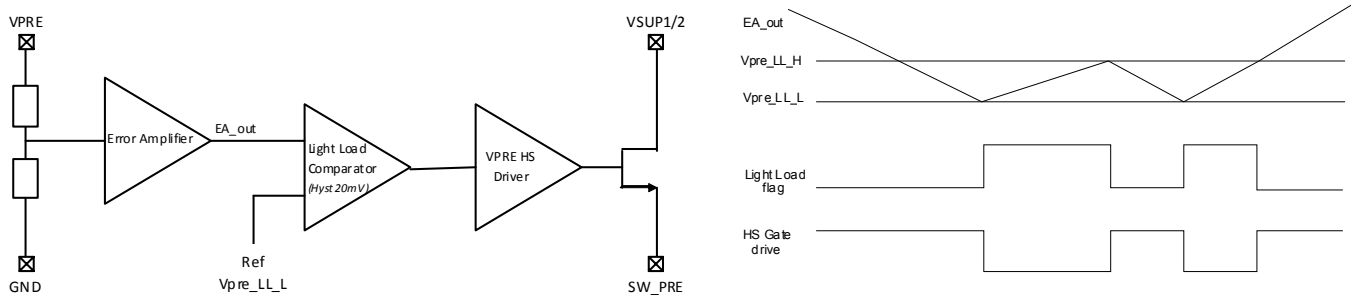 VPRE
GND
Error Amplifier
EA_out
Light Load
Comparator
(Hyst 20mV)
Ref
Vpre_LL_L
VPRE HS
Driver
VSUP1/2
SW_PRE
EA_out
Vpre_LL_H
Vpre_LL_L
Light Load
flag
HS Gate
drive